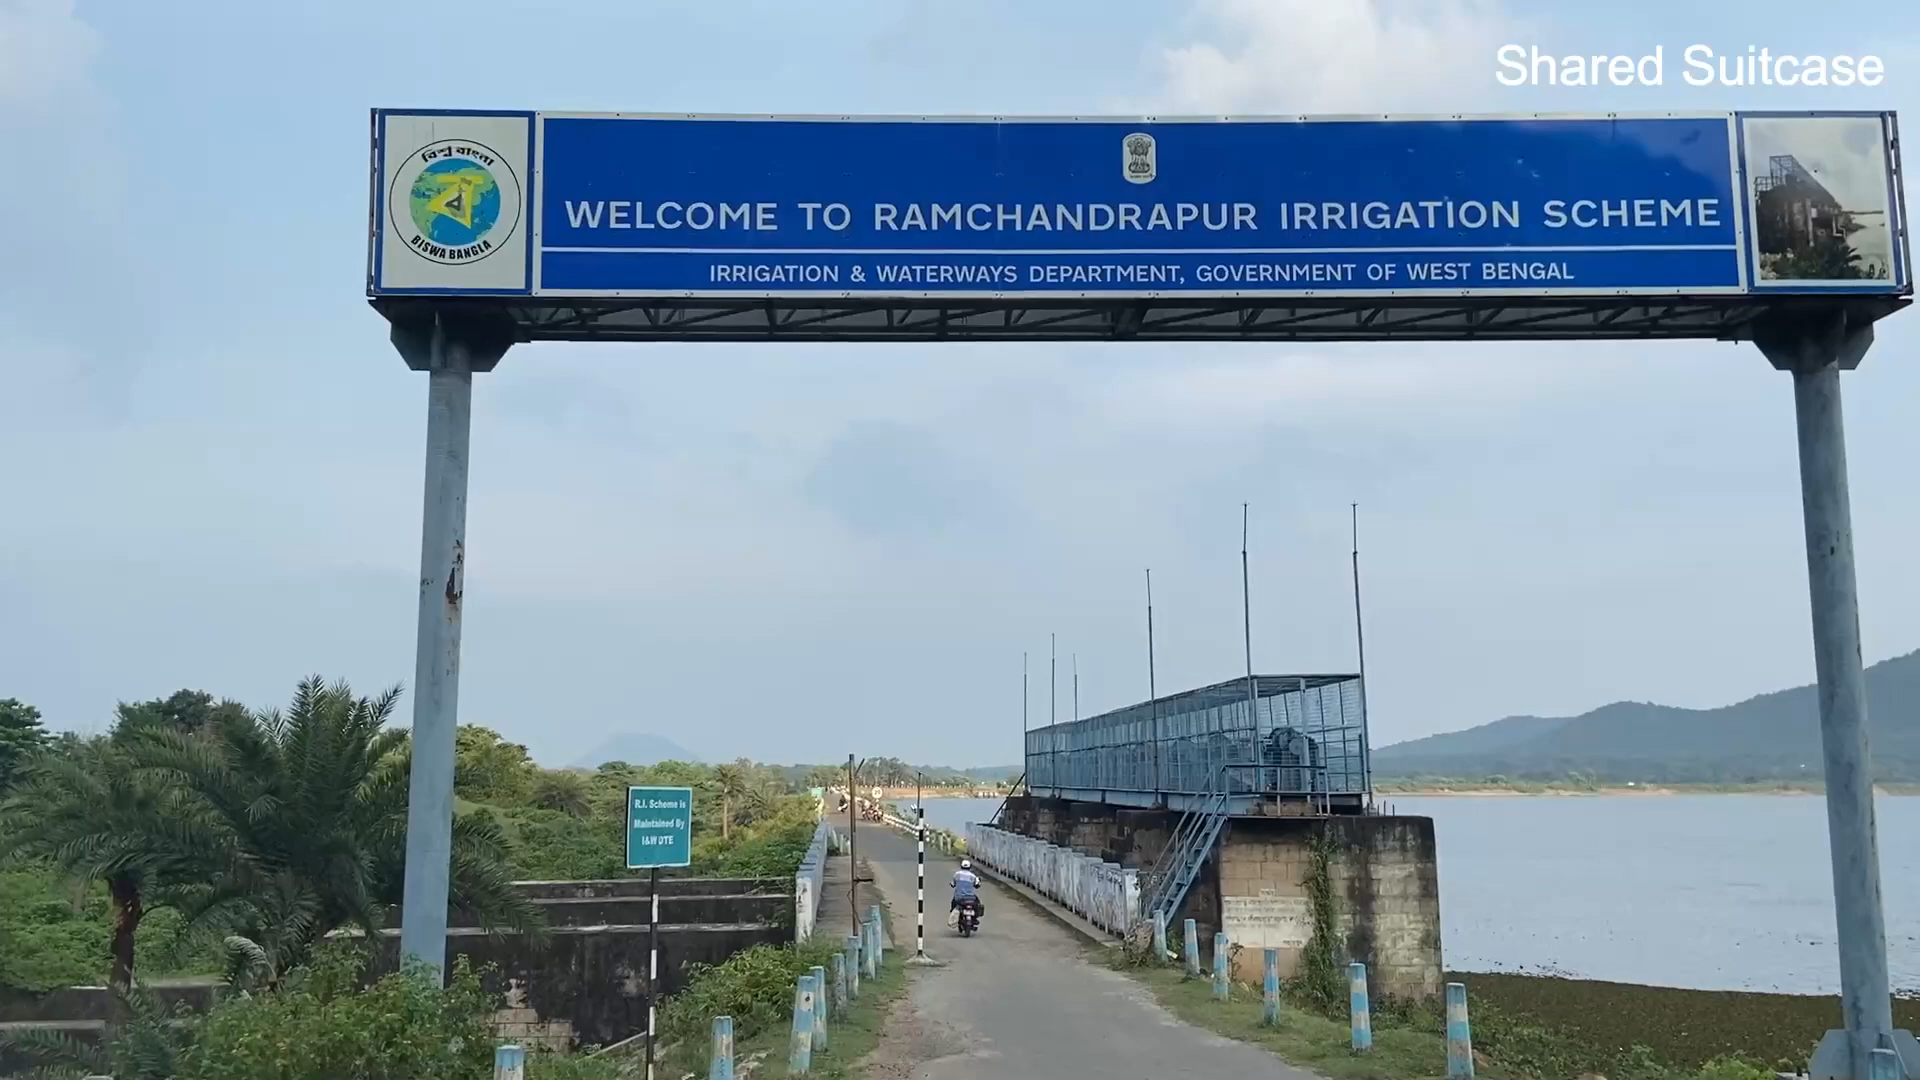 Shared Suitcase
বিশ্ব বাংলা
BISWA BANGLA
WELCOME TO RAMCHANDRAPUR IRRIGATION SCHEME
IRRIGATION & WATERWAYS DEPARTMENT, GOVERNMENT OF WEST BENGAL
R.I. Scheme is
Maintained By
I&W DTE